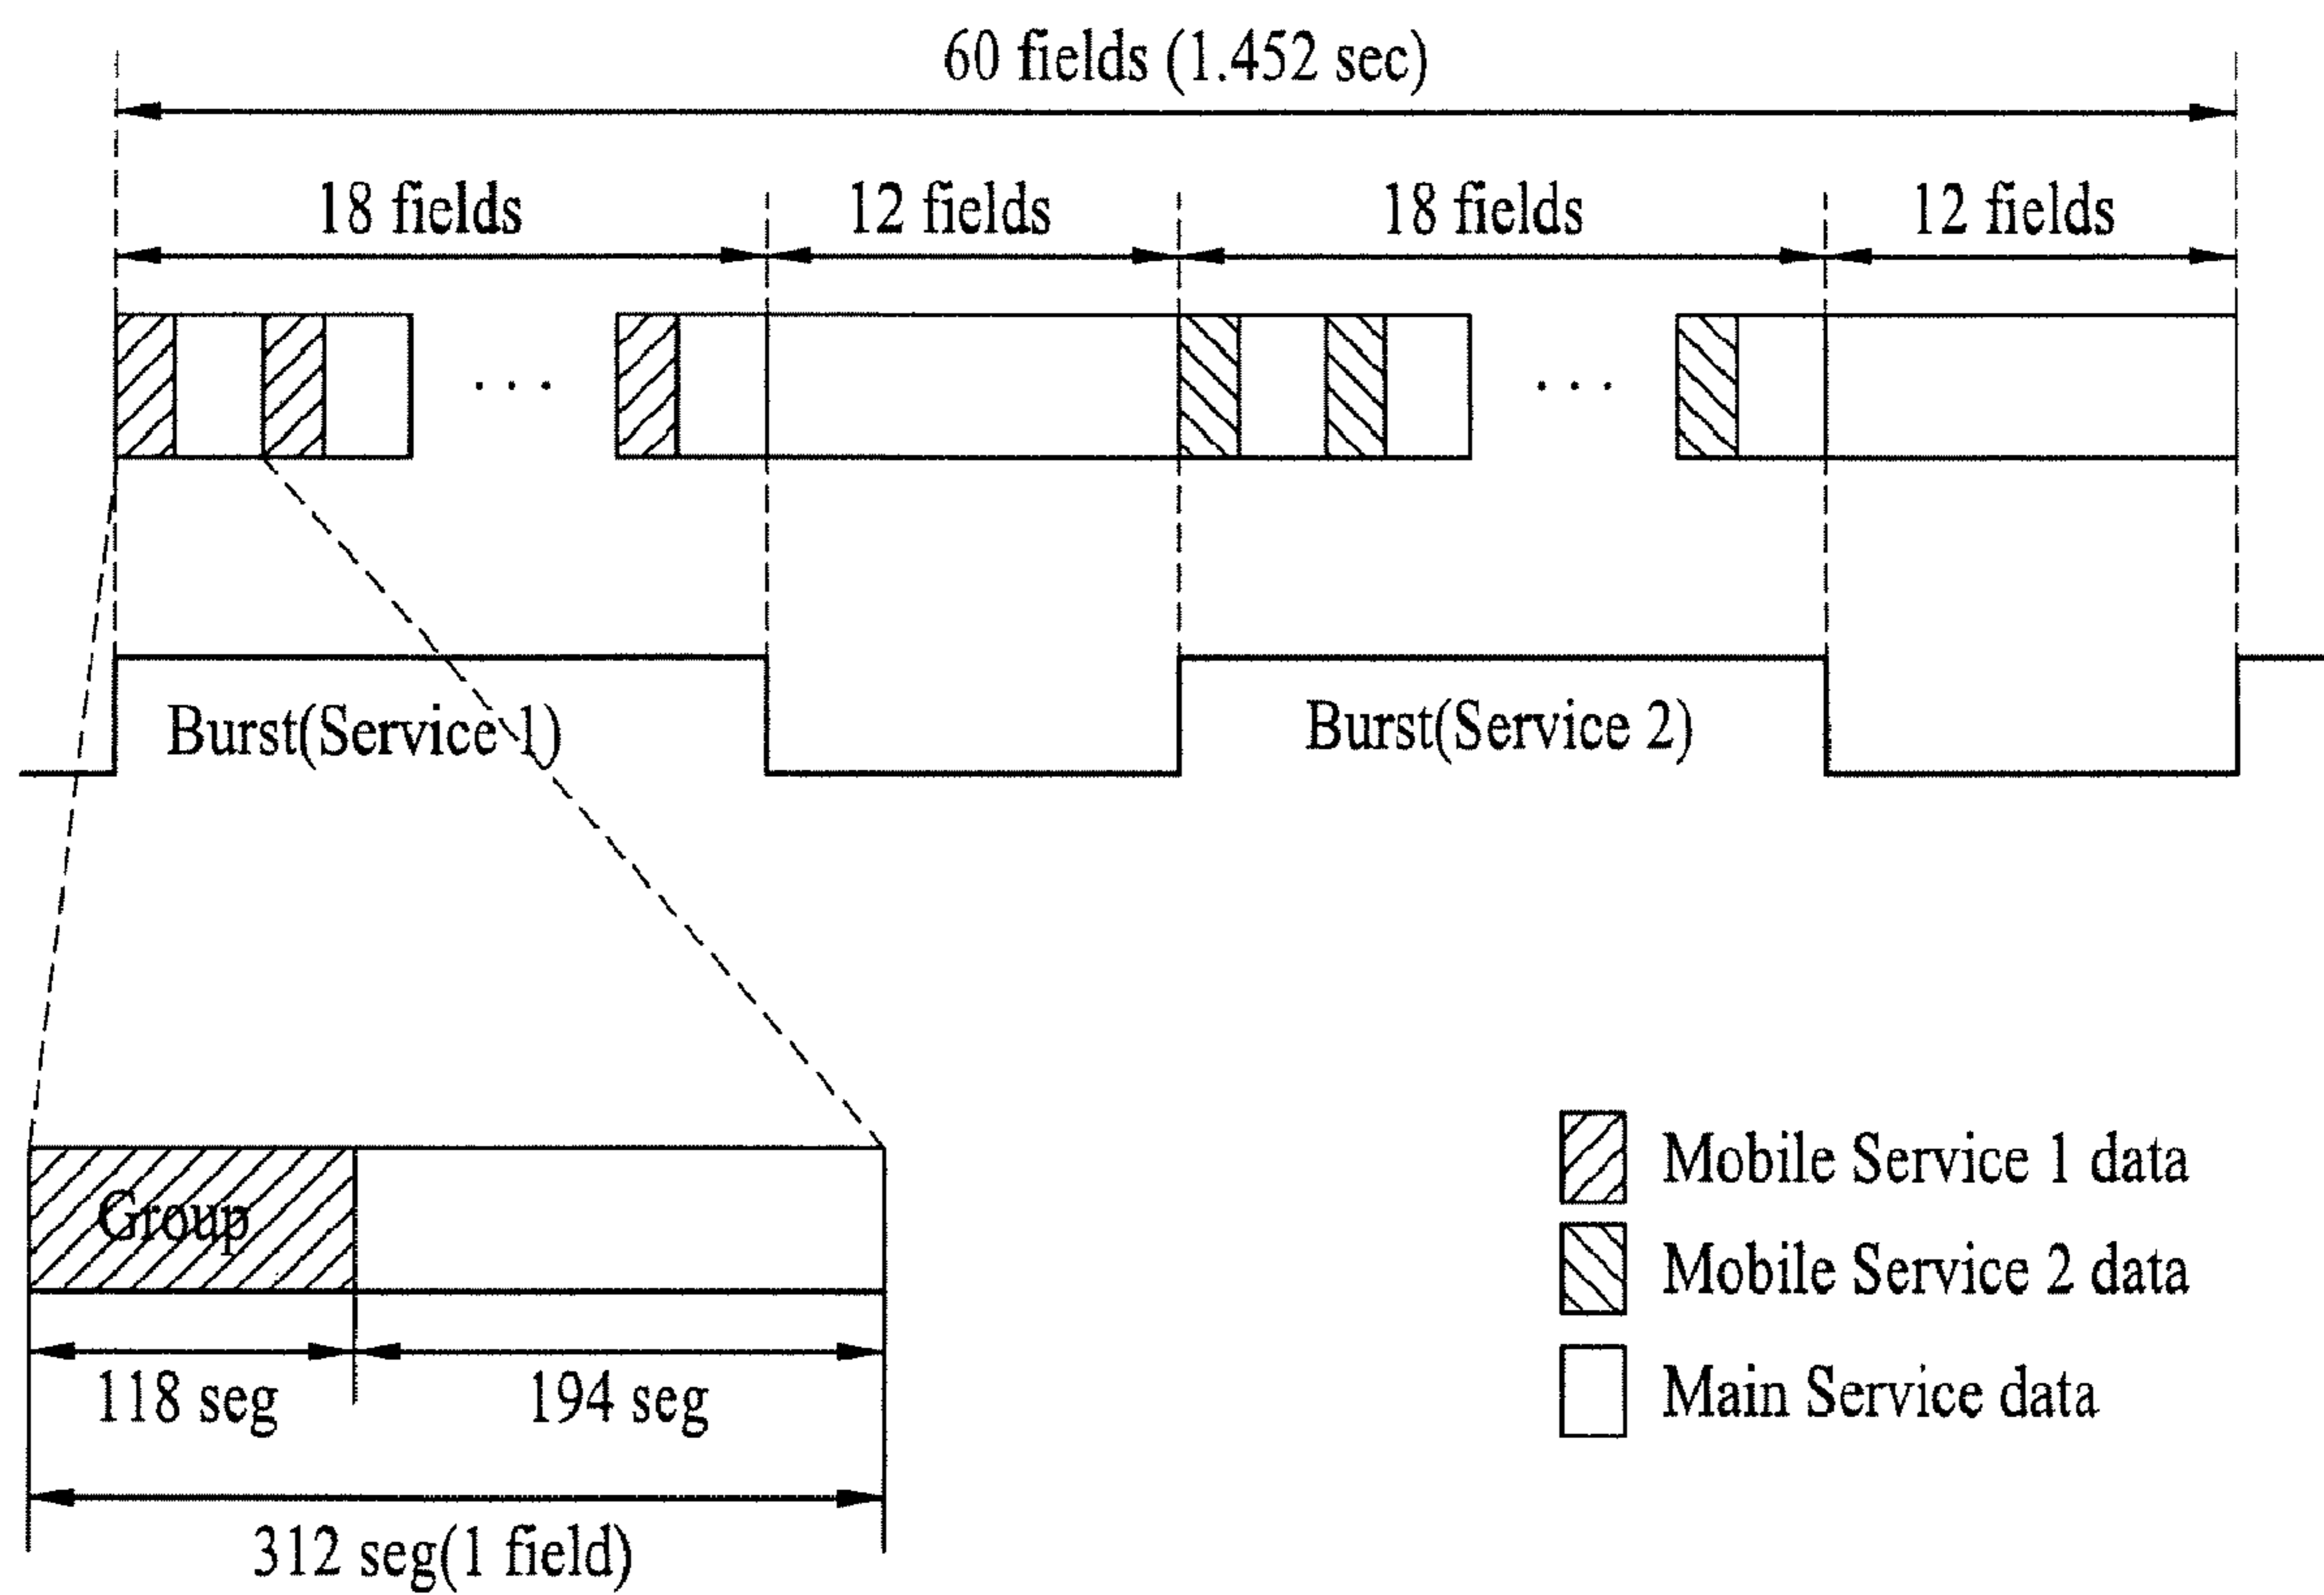 60 fields (1.452 sec)
18 fields
12 fields
18 fields
12 fields
. . .
. . .
Burst(Service 1)
Burst(Service 2)
Group
118 seg
194 seg
312 seg(1 field)
Mobile Service 1 data
Mobile Service 2 data
Main Service data